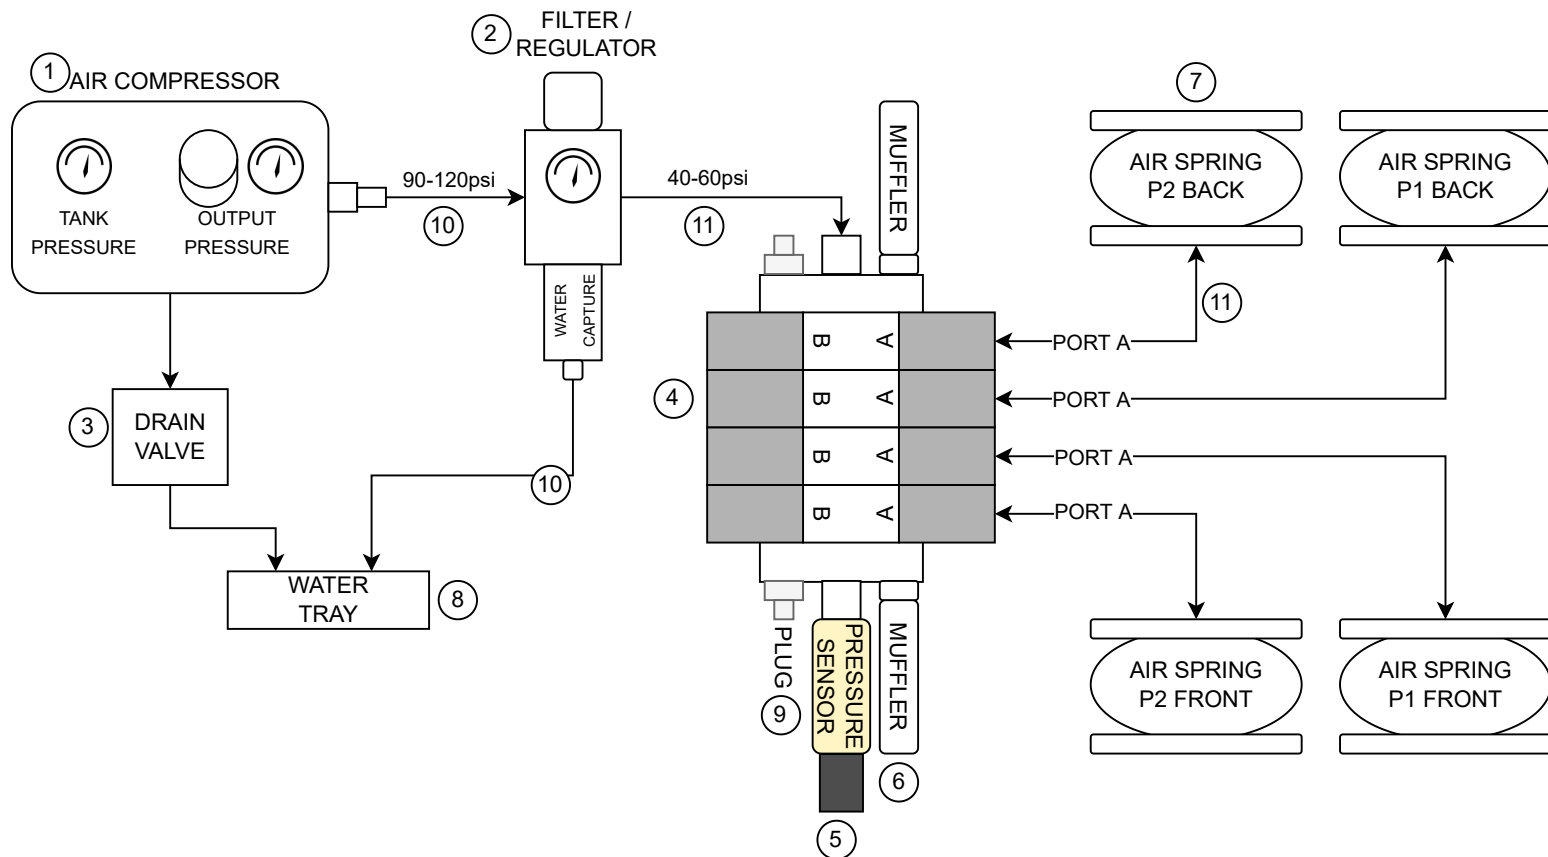 1
AIR COMPRESSOR
TANK
PRESSURE
OUTPUT
PRESSURE
90-120psi
10
2
FILTER /
REGULATOR
WATER
CAPTURE
40-60psi
11
MUFFLER
3
DRAIN
VALVE
10
WATER
TRAY
8
4
B A
B A
B A
B A
PORT A
PORT A
PORT A
PORT A
PLUG
9
PRESSURE
SENSOR
5
MUFFLER
6
7
AIR SPRING
P2 BACK
AIR SPRING
P1 BACK
11
AIR SPRING
P2 FRONT
AIR SPRING
P1 FRONT